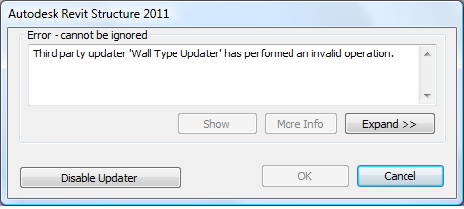 Autodesk Revit Structure 2011
Error - cannot be ignored
Third party updater 'Wall Type Updater' has performed an invalid operation.
Show
More Info
Expand >>
Disable Updater
OK
Cancel